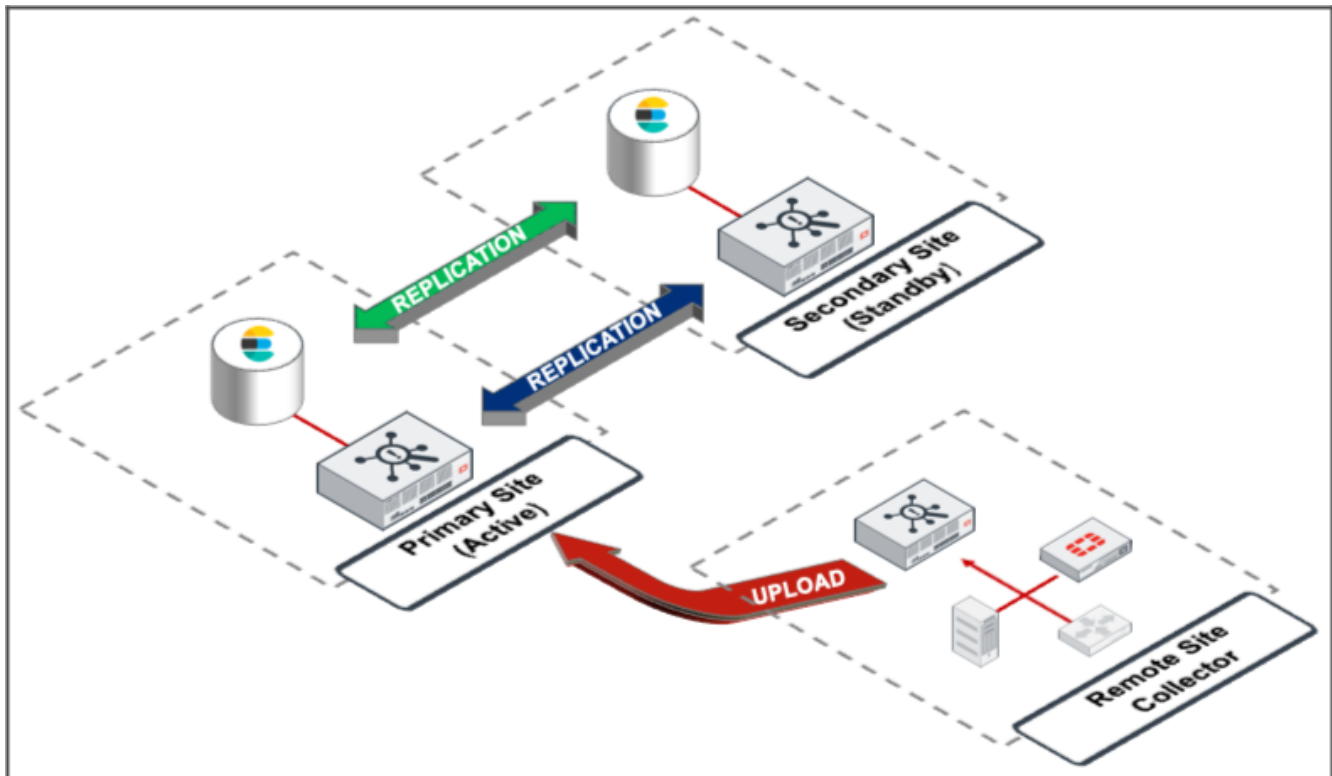 REPLICATION
REPLICATION
Secondary Site
(Standby)
Primary Site
(Active)
UPLOAD
Remote Site
Collector